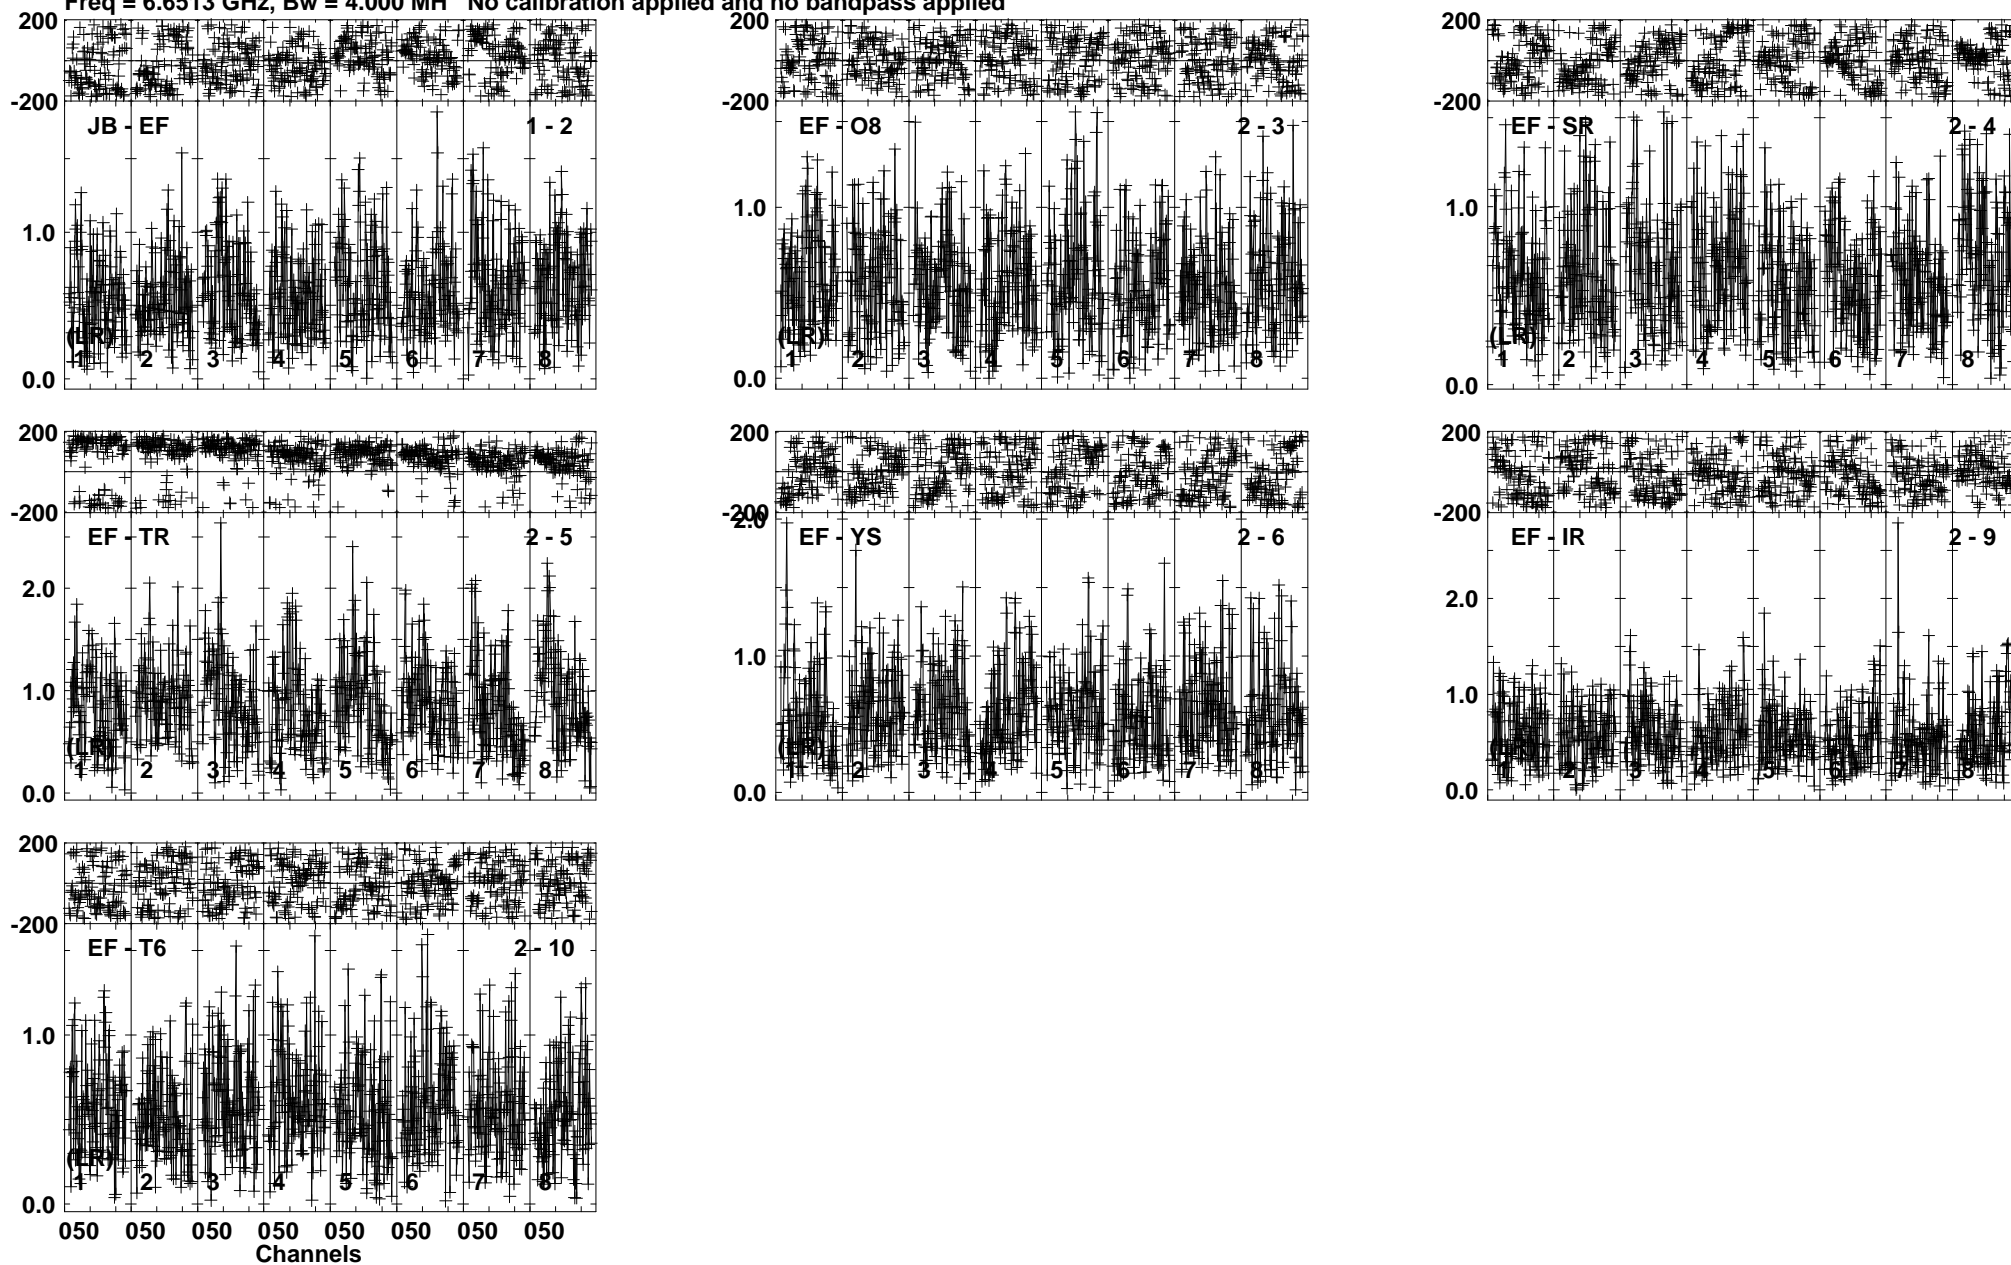 Freq = 6.6513 GHz, Bw = 4.000 MH No calibration applied and no bandpass applied
200 200 200
-200 -200 -200
JB - EF 1 - 2 EF - O8 2 - 3 EF - SR 2 - 4
1.0 1.0 1.0
(LR) (LR) (LR)
1 2 3 4 5 6 7 8 1 2 3 4 5 6 7 8 1 2 3 4 5 6 7 8
0.0 0.0 0.0
200 200 200
-200 -200 -200
2.0
EF - TR 2 - 5 EF - YS 2 - 6 EF - IR 2 - 9
2.0 2.0
1.0 1.0 1.0
(LR) (LR) (LR)
1 2 3 4 5 6 7 8 1 2 3 4 5 6 7 8 1 2 3 4 5 6 7 8
0.0 0.0 0.0
200
-200
EF - T6 2 - 10
1.0
(LR)
1 2 3 4 5 6 7 8
0.0
050 050 050 050 050 050 050 050
Channels